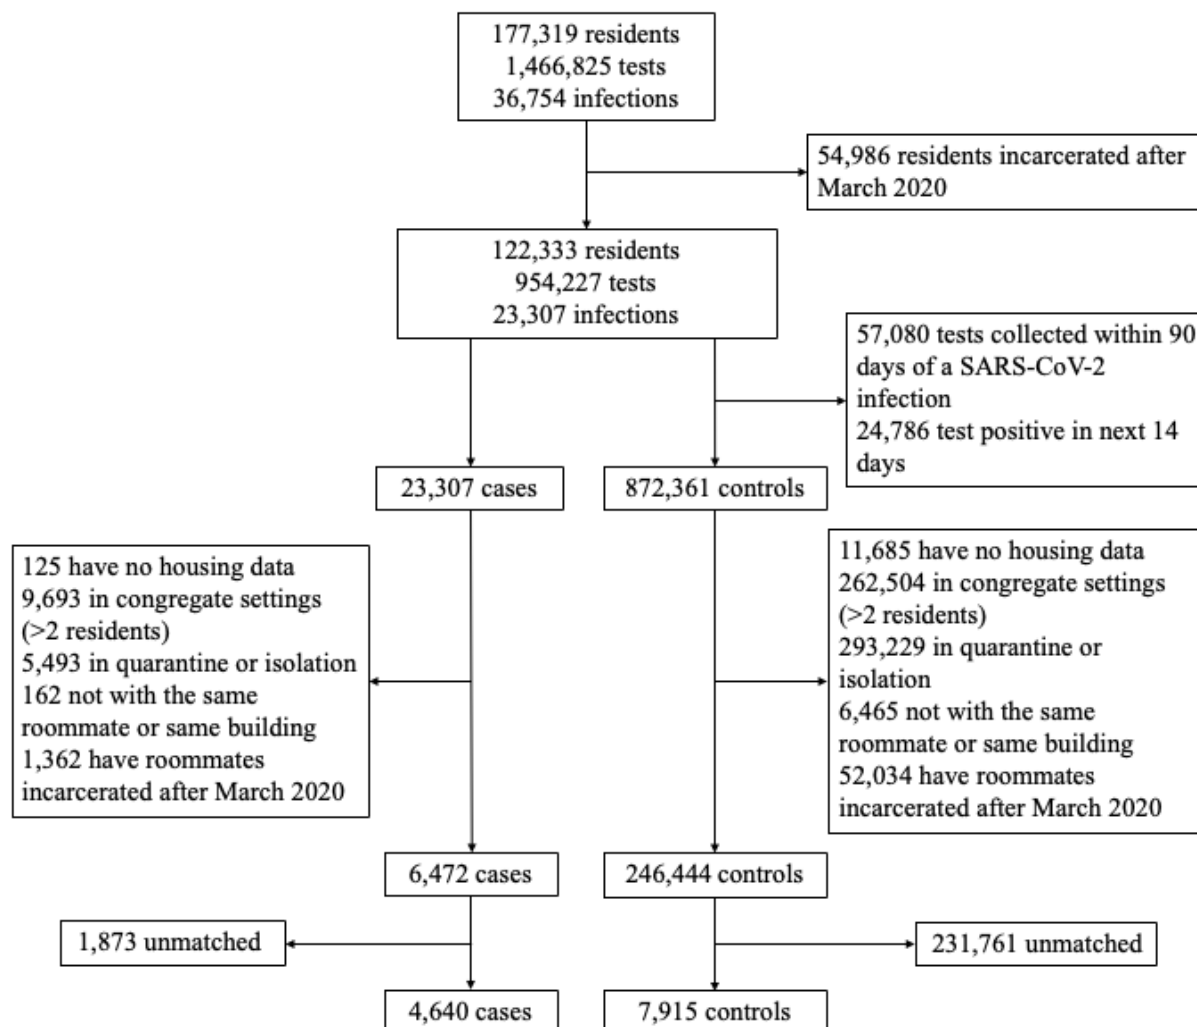 177,319 residents
1,466,825 tests
36,754 infections
54,986 residents incarcerated after
March 2020
122,333 residents
954,227 tests
23,307 infections
57,080 tests collected within 90
days of a SARS-CoV-2
infection
24,786 test positive in next 14
days
23,307 cases
872,361 controls
125 have no housing data
9,693 in congregate settings
(>2 residents)
5,493 in quarantine or isolation
162 not with the same
roommate or same building
1,362 have roommates
incarcerated after March 2020
11,685 have no housing data
262,504 in congregate settings
(>2 residents)
293,229 in quarantine or
isolation
6,465 not with the same
roommate or same building
52,034 have roommates
incarcerated after March 2020
6,472 cases
246,444 controls
1,873 unmatched
231,761 unmatched
4,640 cases
7,915 controls